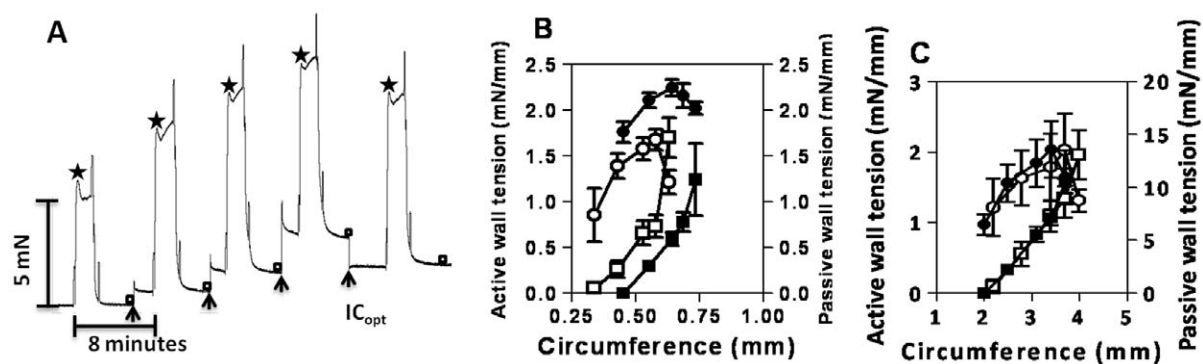 A
5 mN
8 minutes
IC_opt
B
Active wall tension (mN/mm)
2.5
2.0
1.5
1.0
0.5
0.0
0.25
0.50
0.75
1.00
Circumference (mm)
2.5
2.0
1.5
1.0
0.5
0.0
Passive wall tension (mN/mm)
C
Active wall tension (mN/mm)
3
2
1
0
1
2
3
4
5
Circumference (mm)
20
15
10
5
0
Passive wall tension (mN/mm)